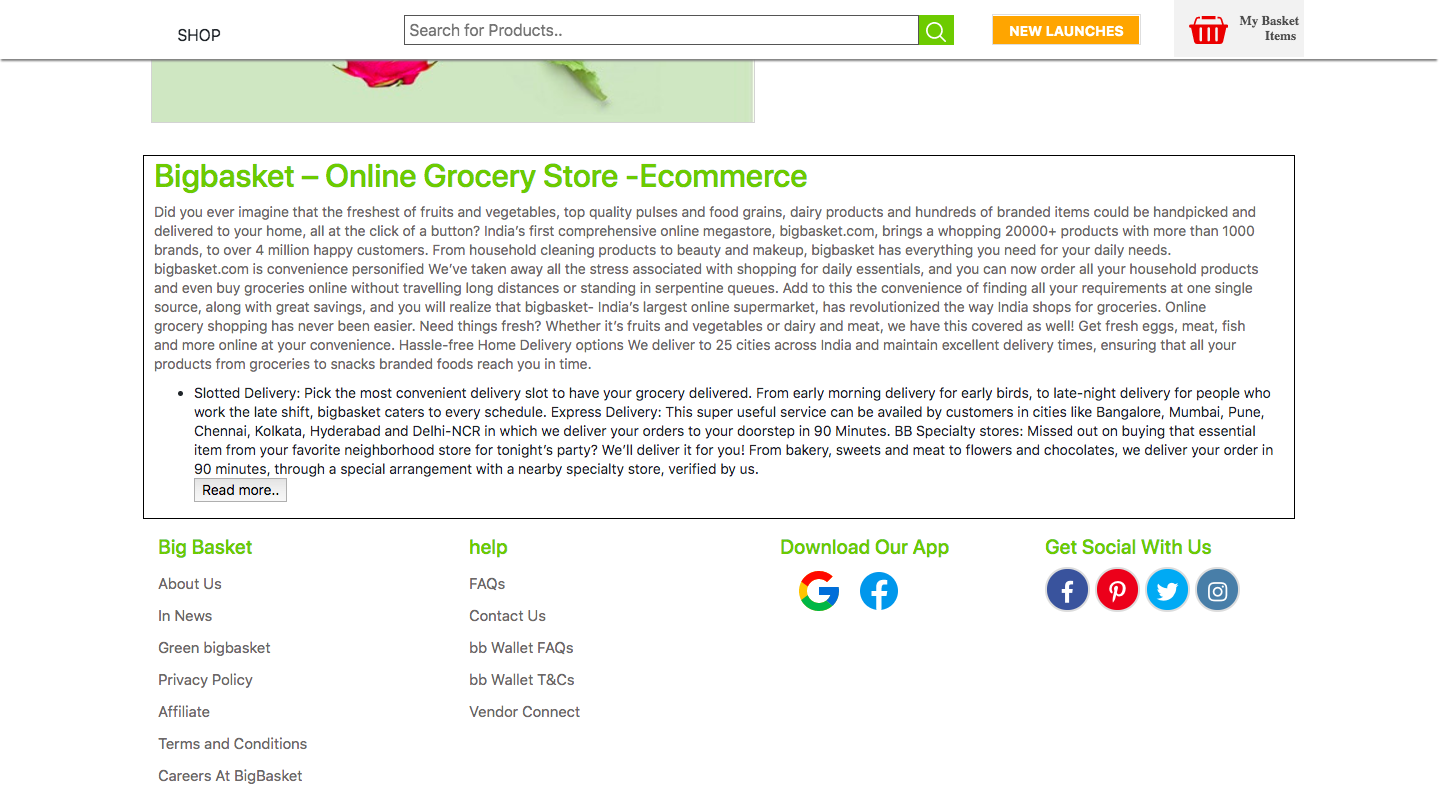 SHOP
Search for Products..
NEW LAUNCHES
My Basket
Items
Bigbasket – Online Grocery Store -Ecommerce
Did you ever imagine that the freshest of fruits and vegetables, top quality pulses and food grains, dairy products and hundreds of branded items could be handpicked and
delivered to your home, all at the click of a button? India’s first comprehensive online megastore, bigbasket.com, brings a whopping 20000+ products with more than 1000
brands, to over 4 million happy customers. From household cleaning products to beauty and makeup, bigbasket has everything you need for your daily needs.
bigbasket.com is convenience personified We’ve taken away all the stress associated with shopping for daily essentials, and you can now order all your household products
and even buy groceries online without travelling long distances or standing in serpentine queues. Add to this the convenience of finding all your requirements at one single
source, along with great savings, and you will realize that bigbasket- India’s largest online supermarket, has revolutionized the way India shops for groceries. Online
grocery shopping has never been easier. Need things fresh? Whether it’s fruits and vegetables or dairy and meat, we have this covered as well! Get fresh eggs, meat, fish
and more online at your convenience. Hassle-free Home Delivery options We deliver to 25 cities across India and maintain excellent delivery times, ensuring that all your
products from groceries to snacks branded foods reach you in time.
• Slotted Delivery: Pick the most convenient delivery slot to have your grocery delivered. From early morning delivery for early birds, to late-night delivery for people who
work the late shift, bigbasket caters to every schedule. Express Delivery: This super useful service can be availed by customers in cities like Bangalore, Mumbai, Pune,
Chennai, Kolkata, Hyderabad and Delhi-NCR in which we deliver your orders to your doorstep in 90 Minutes. BB Specialty stores: Missed out on buying that essential
item from your favorite neighborhood store for tonight’s party? We’ll deliver it for you! From bakery, sweets and meat to flowers and chocolates, we deliver your order in
90 minutes, through a special arrangement with a nearby specialty store, verified by us.
Read more..
Big Basket
About Us
In News
Green bigbasket
Privacy Policy
Affiliate
Terms and Conditions
Careers At BigBasket
help
FAQs
Contact Us
bb Wallet FAQs
bb Wallet T&Cs
Vendor Connect
Download Our App
Get Social With Us